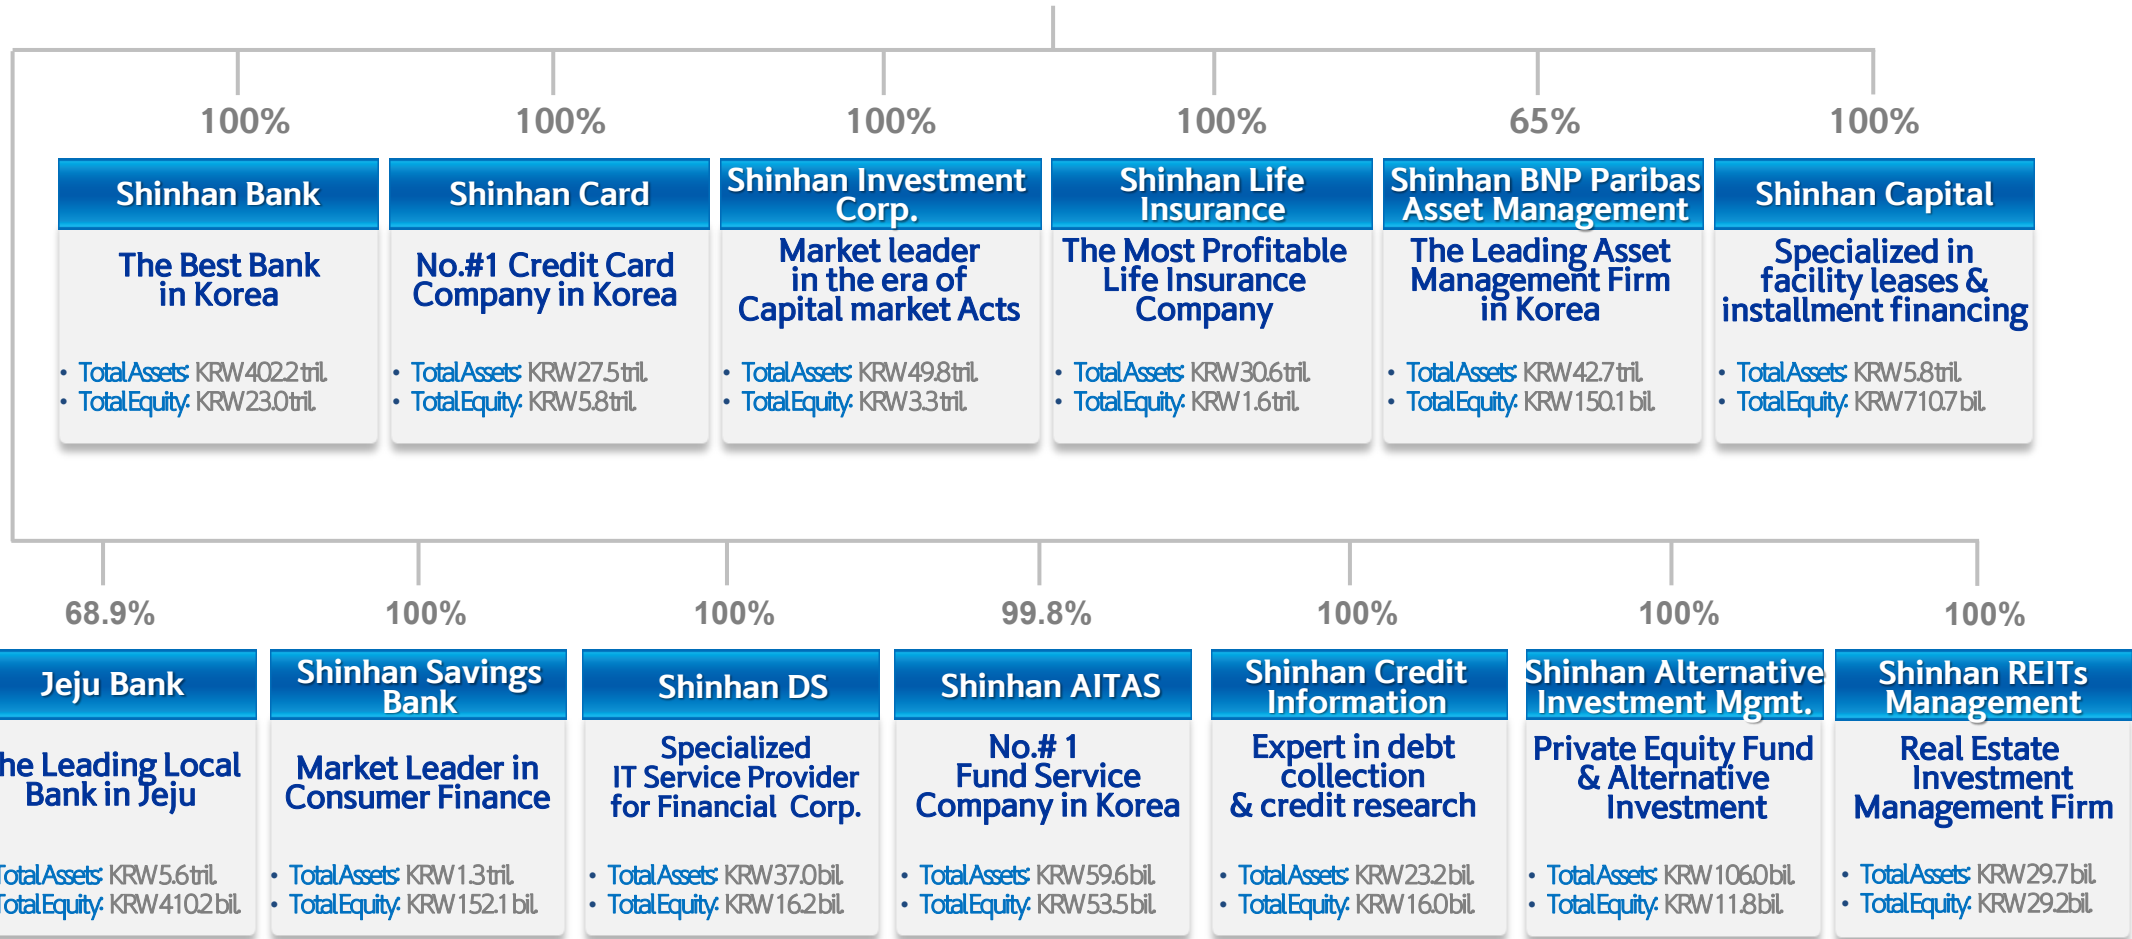 100%
100%
100%
100%
65%
100%
Shinhan Bank
The Best Bank
in Korea
• Total Assets: KRW 402.2 tril.
• Total Equity: KRW 23.0 tril.
Shinhan Card
No.#1 Credit Card
Company in Korea
• Total Assets: KRW 27.5 tril.
• Total Equity: KRW 5.8 tril.
Shinhan Investment
Corp.
Market leader
in the era of
Capital market Acts
• Total Assets: KRW 49.8 tril.
• Total Equity: KRW 3.3 tril.
Shinhan Life
Insurance
The Most Profitable
Life Insurance
Company
• Total Assets: KRW 30.6 tril.
• Total Equity: KRW 1.6 tril.
Shinhan BNP Paribas
Asset Management
The Leading Asset
Management Firm
in Korea
• Total Assets: KRW 42.7 tril.
• Total Equity: KRW 150.1 bil.
Shinhan Capital
Specialized in
facility leases &
installment financing
• Total Assets: KRW 5.8 tril.
• Total Equity: KRW 710.7 bil.
68.9%
100%
100%
99.8%
100%
100%
100%
Jeju Bank
he Leading Local
Bank in Jeju
Total Assets: KRW 5.6 tril.
Total Equity: KRW 410.2 bil.
Shinhan Savings
Bank
Market Leader in
Consumer Finance
• Total Assets: KRW 1.3 tril.
• Total Equity: KRW 152.1 bil.
Shinhan DS
Specialized
IT Service Provider
for Financial Corp.
• Total Assets: KRW 37.0 bil.
• Total Equity: KRW 16.2 bil.
Shinhan AITAS
No.# 1
Fund Service
Company in Korea
• Total Assets: KRW 59.6 bil.
• Total Equity: KRW 53.5 bil.
Shinhan Credit
Information
Expert in debt
collection
& credit research
• Total Assets: KRW 23.2 bil.
• Total Equity: KRW 16.0 bil.
Shinhan Alternative
Investment Mgmt.
Private Equity Fund
& Alternative
Investment
• Total Assets: KRW 106.0 bil.
• Total Equity: KRW 11.8 bil.
Shinhan REITs
Management
Real Estate
Investment
Management Firm
• Total Assets: KRW 29.7 bil.
• Total Equity: KRW 29.2 bil.